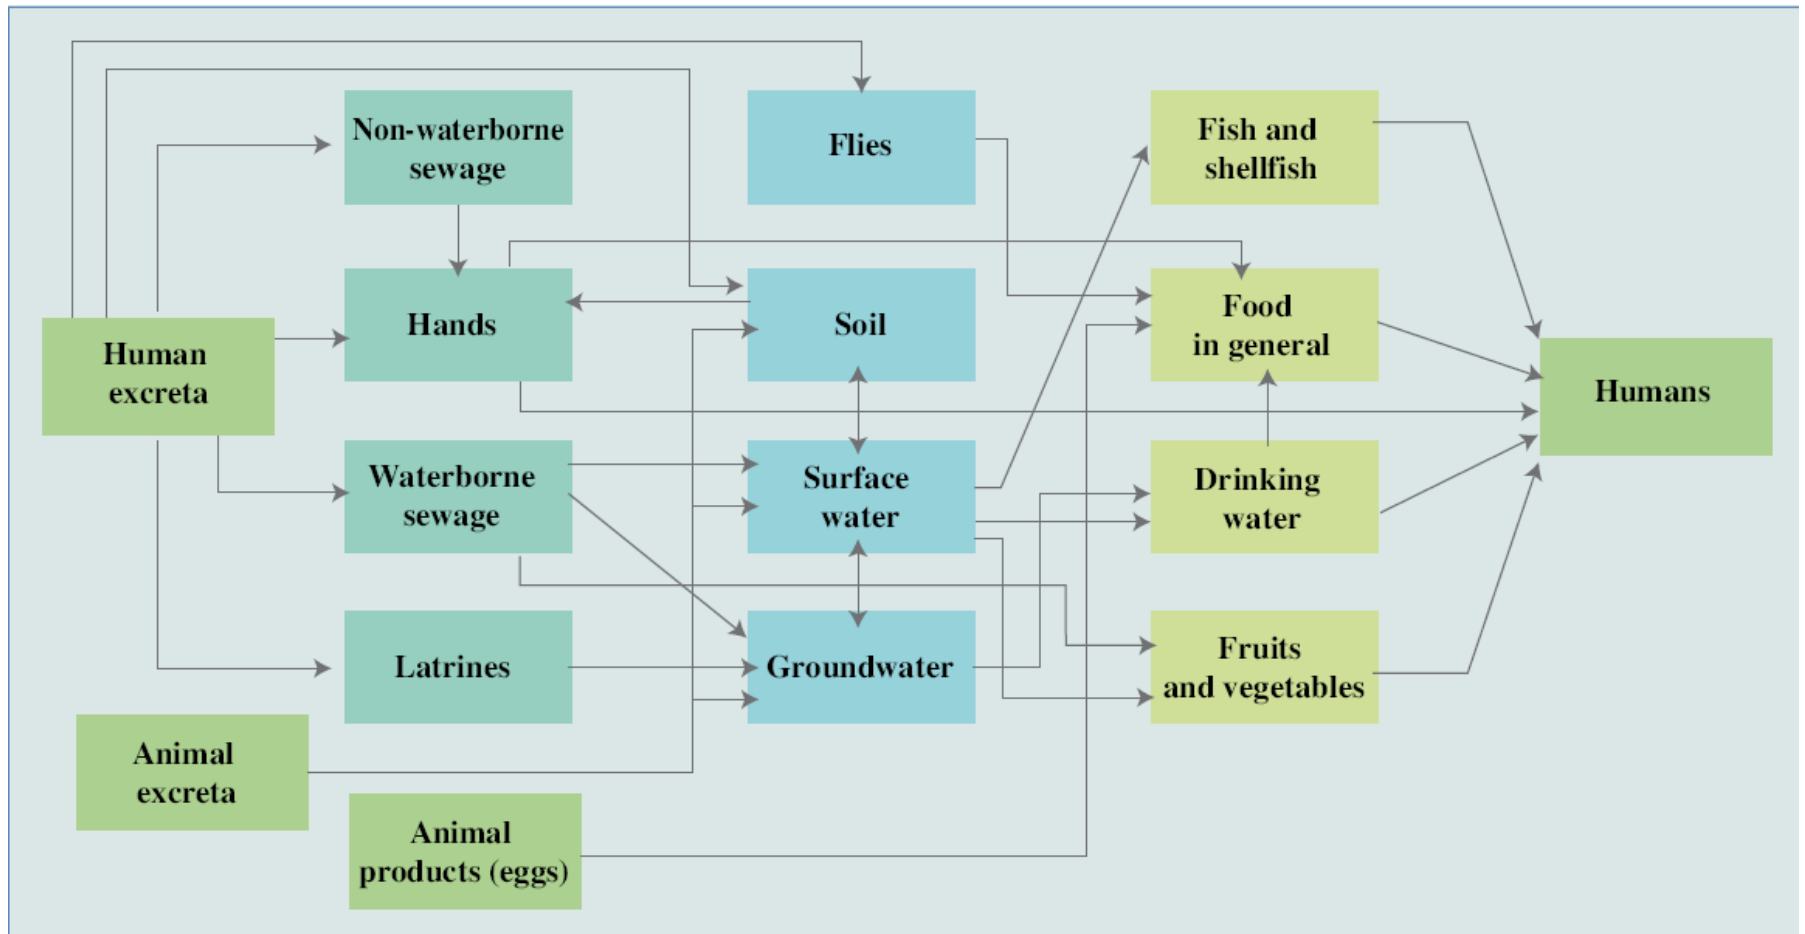 Non-waterborne
sewage
Flies
Fish and
shellfish
Human
excreta
Hands
Soil
Food
in general
Humans
Waterborne
sewage
Surface
water
Drinking
water
Latrines
Groundwater
Fruits
and vegetables
Animal
excreta
Animal
products (eggs)